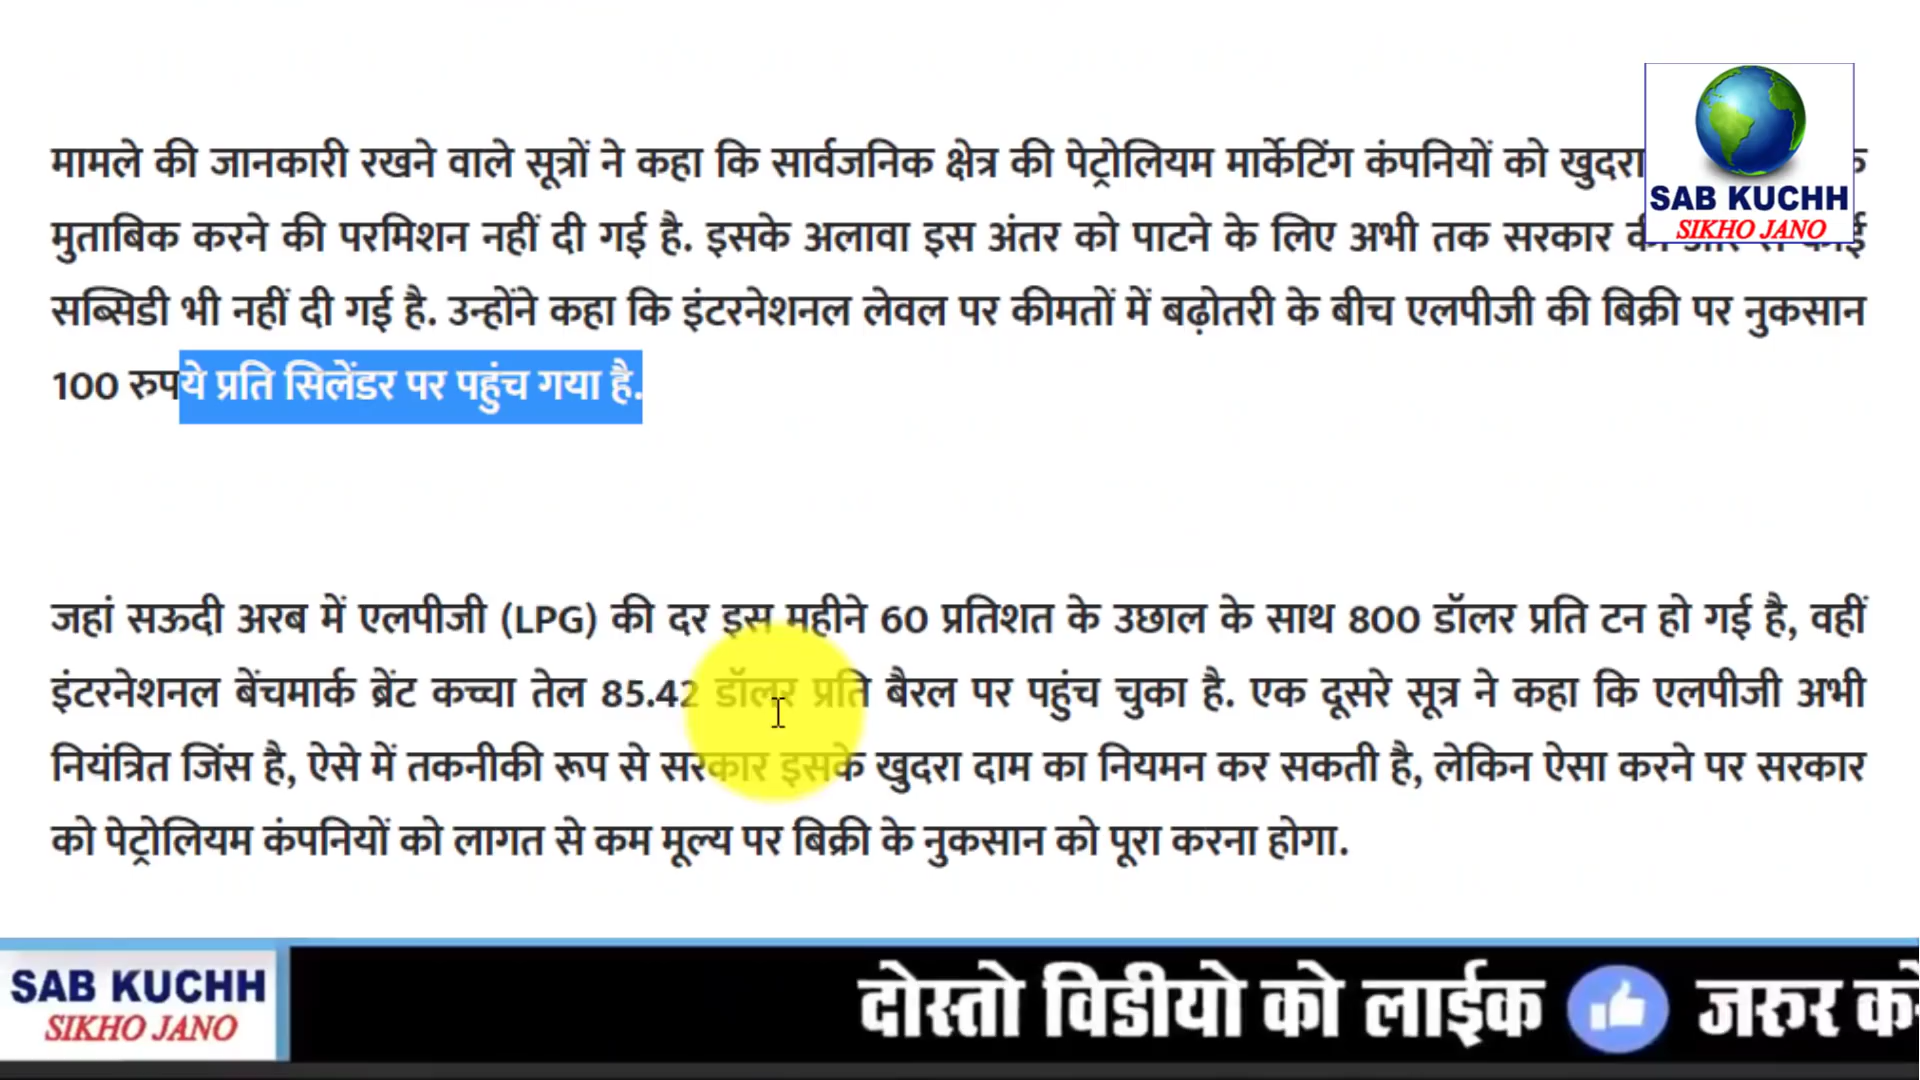 मामले की जानकारी रखने वाले सूत्रों ने कहा कि सार्वजनिक क्षेत्र की पेट्रोलियम मार्केटिंग कंपनियों को खुदरा
मुताबिक करने की परमिशन नहीं दी गई है. इसके अलावा इस अंतर को पाटने के लिए अभी तक सरकार
सब्सिडी भी नहीं दी गई है. उन्होंने कहा कि इंटरनेशनल लेवल पर कीमतों में बढ़ोतरी के बीच एलपीजी की बिक्री पर नुकसान
100 रुपये प्रति सिलेंडर पर पहुंच गया है.
SAB KUCHH
SIKHO JANO
जहां सऊदी अरब में एलपीजी (LPG) की दर इस महीने 60 प्रतिशत के उछाल के साथ 800 डॉलर प्रति टन हो गई है, वहीं
इंटरनेशनल बेंचमार्क ब्रेंट कच्चा तेल 85.42 डॉलर प्रति बैरल पर पहुंच चुका है. एक दूसरे सूत्र ने कहा कि एलपीजी अभी
नियंत्रित जिंस है, ऐसे में तकनीकी रूप से सरकार इसके खुदरा दाम का नियमन कर सकती है, लेकिन ऐसा करने पर सरकार
को पेट्रोलियम कंपनियों को लागत से कम मूल्य पर बिक्री के नुकसान को पूरा करना होगा.
SAB KUCHH
SIKHO JANO
दोस्तो विडीयो को लाईक जरुर